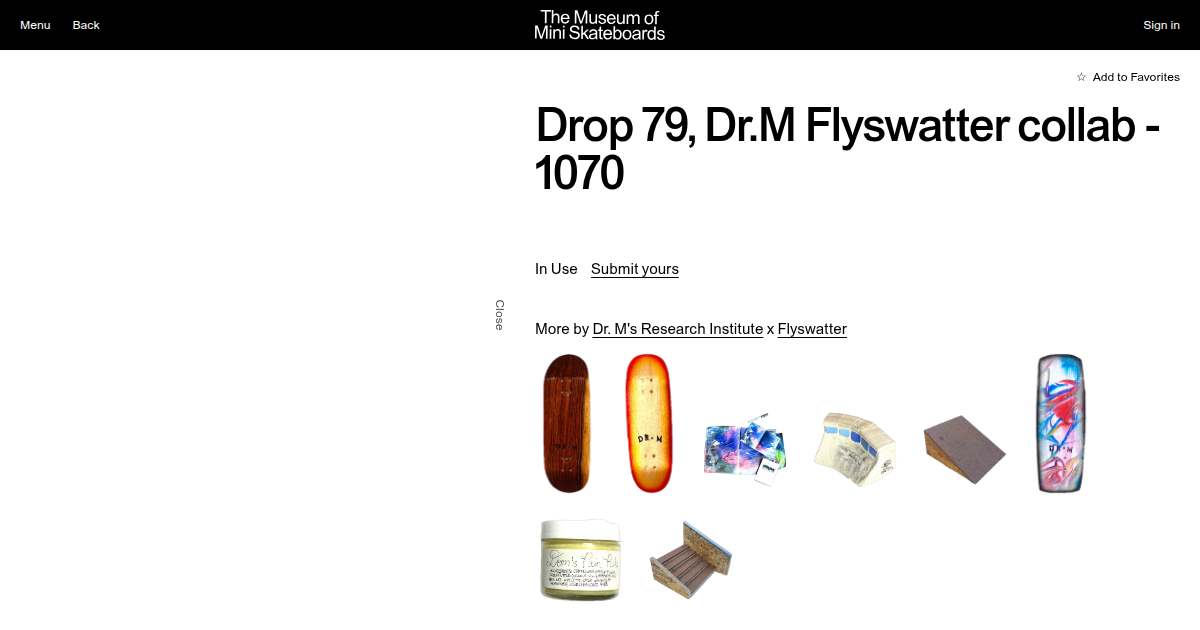 Menu
Back
The Museum of
Mini Skateboards
Sign in
☆ Add to Favorites
Drop 79, Dr.M Flyswatter collab -
1070
In Use
Submit yours
Close
More by Dr. M's Research Institute x Flyswatter
DR•M
DR•M